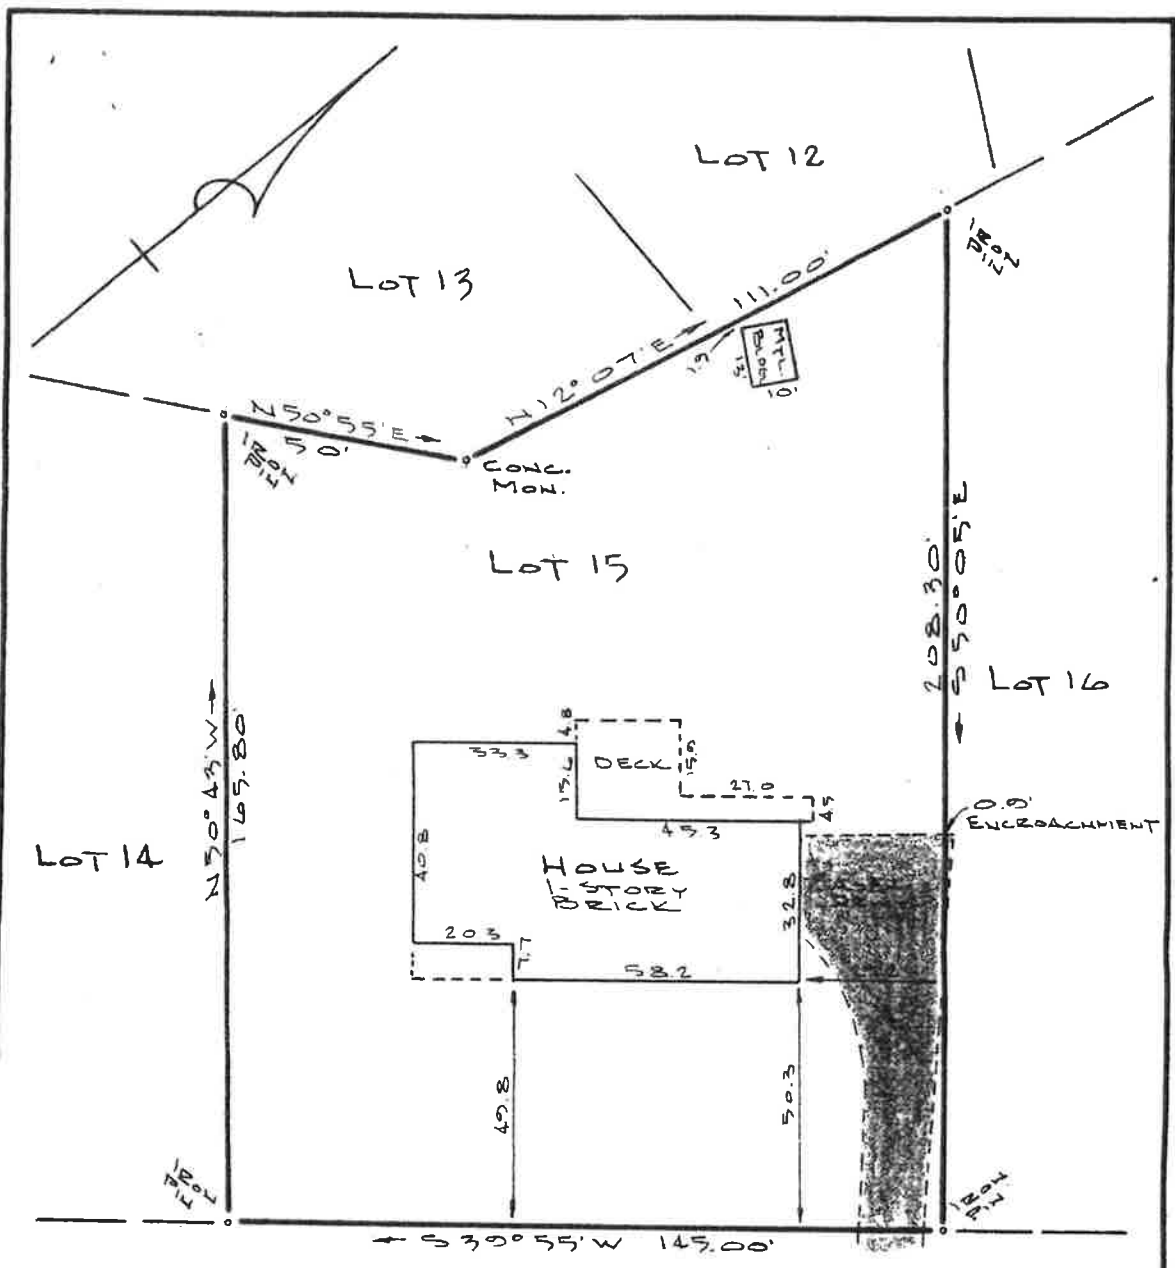 LOT 12
LOT 13
IRON
PIN
111.00'
N 12° 07' E
1.9
MTL
BLDG.
13'
10'
N 50° 55' E
50'
IRON
PIN
CONC.
MON.
LOT 15
208.30'
S 50° 05' E
LOT 16
N 50° 43' W
165.80'
LOT 14
33.3
4.8
15.6
DECK
15.9
27.0
4.5
45.3
0.9'
ENCROACHMENT
40.8
HOUSE
1-STORY
BRICK
32.8
20.3
7.7
58.2
49.8
50.3
IRON
PIN
IRON
PIN
S 39° 55' W 145.00'